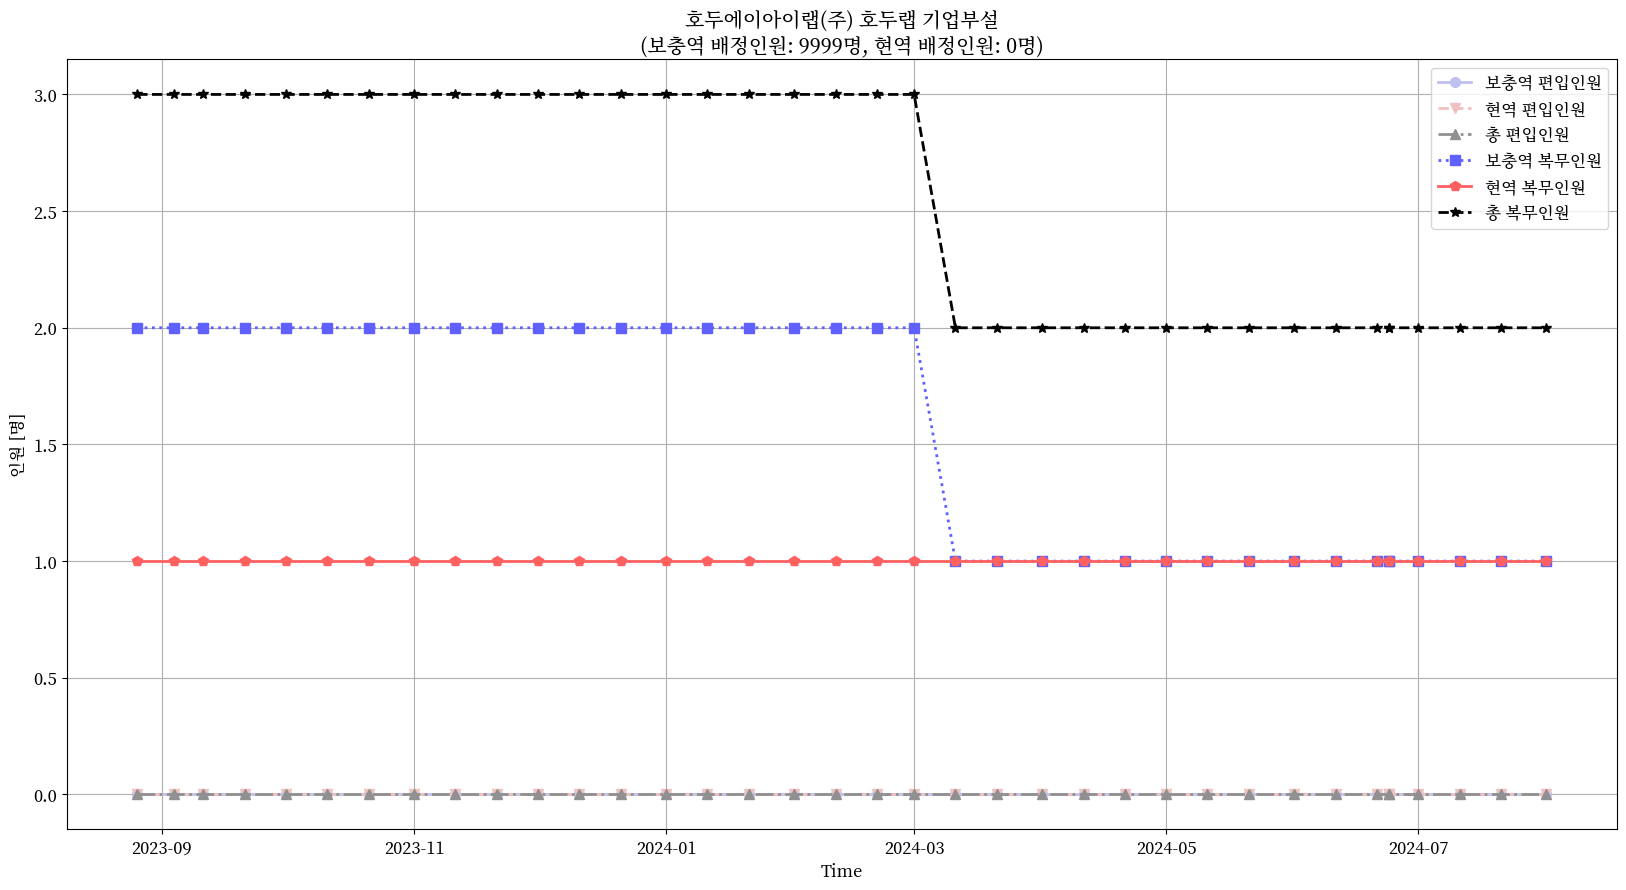 호두에이아이랩(주) 호두랩 기업부설
(보충역 배정인원: 9999명, 현역 배정인원: 0명)
보충역 편입인원
현역 편입인원
총 편입인원
보충역 복무인원
현역 복무인원
총 복무인원
3.0
2.5
2.0
1.5
1.0
0.5
0.0
인원 [명]
2023-09 2023-11 2024-01 2024-03 2024-05 2024-07
Time